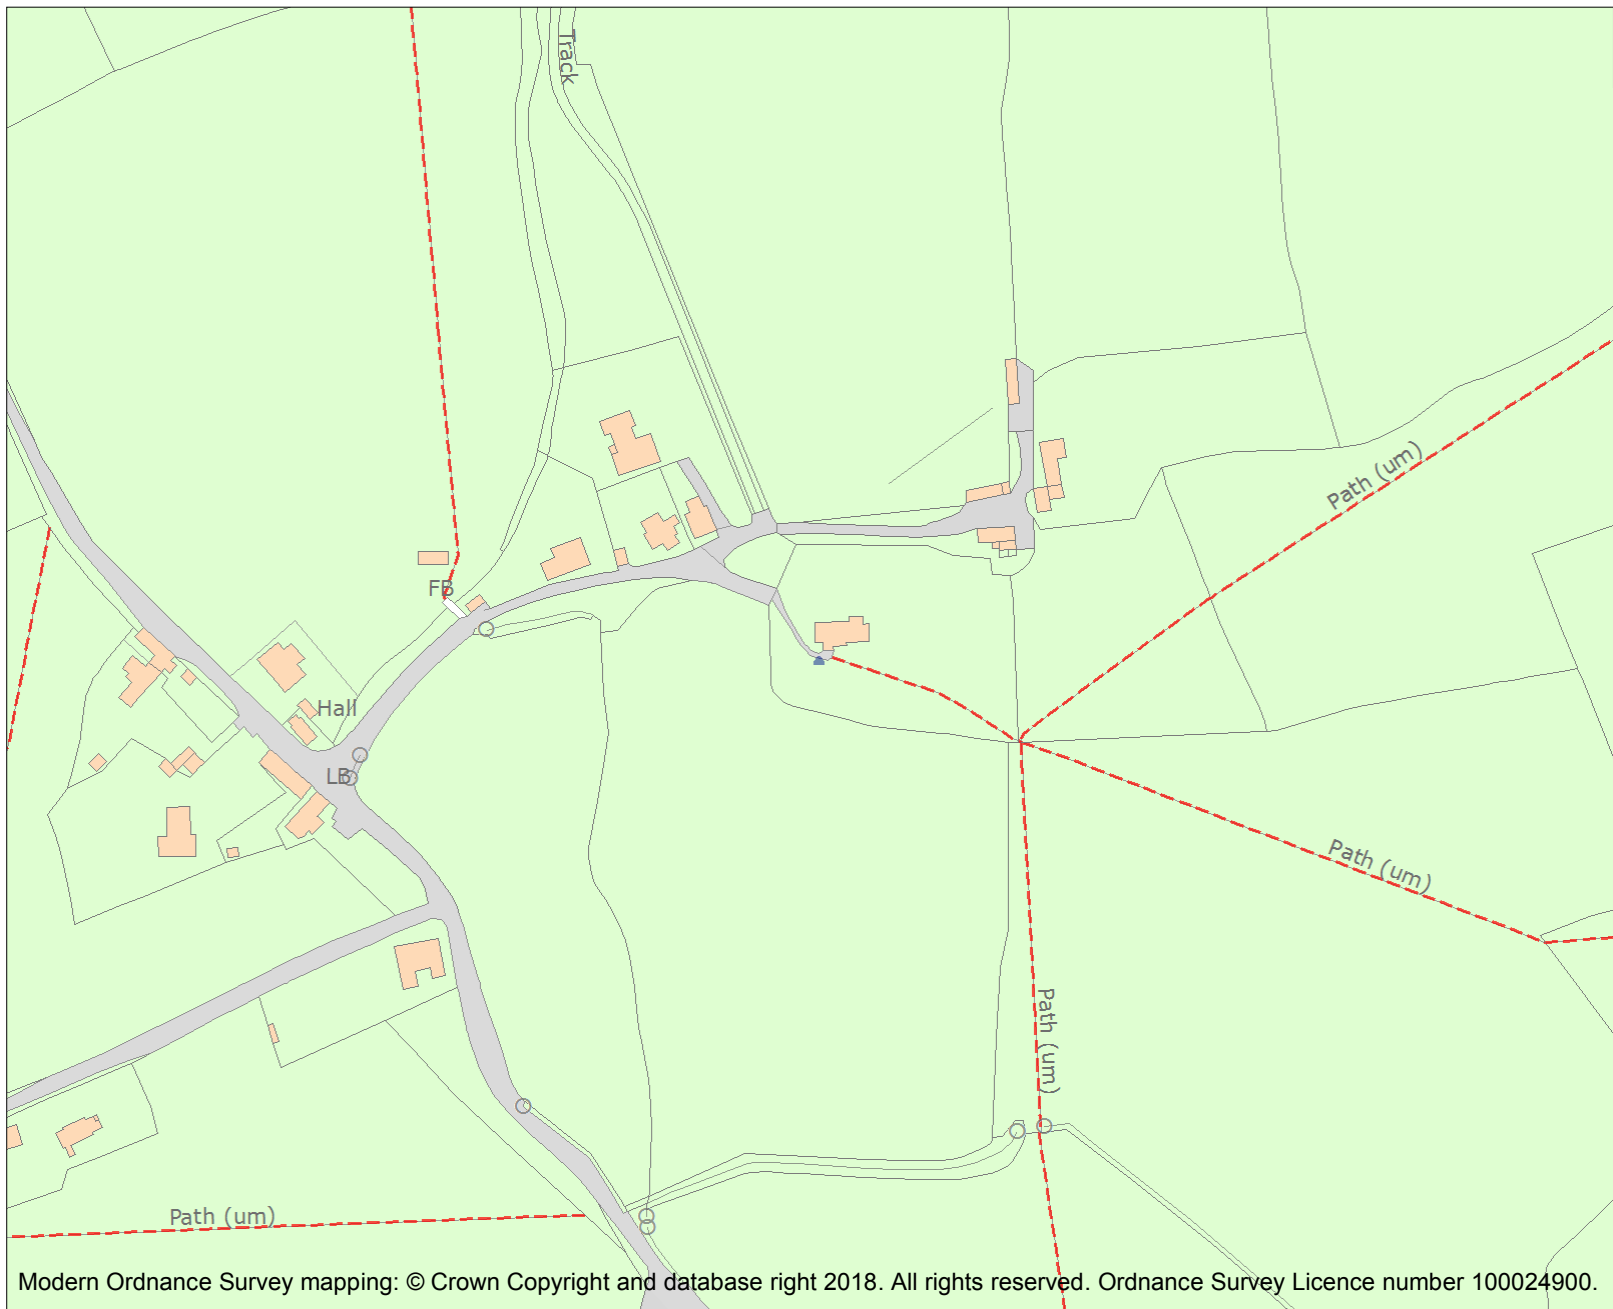 Track
Path (um)
FB
Hall
LB
Path (um)
Path (um)
Path (um)
Modern Ordnance Survey mapping: © Crown Copyright and database right 2018. All rights reserved. Ordnance Survey Licence number 100024900.